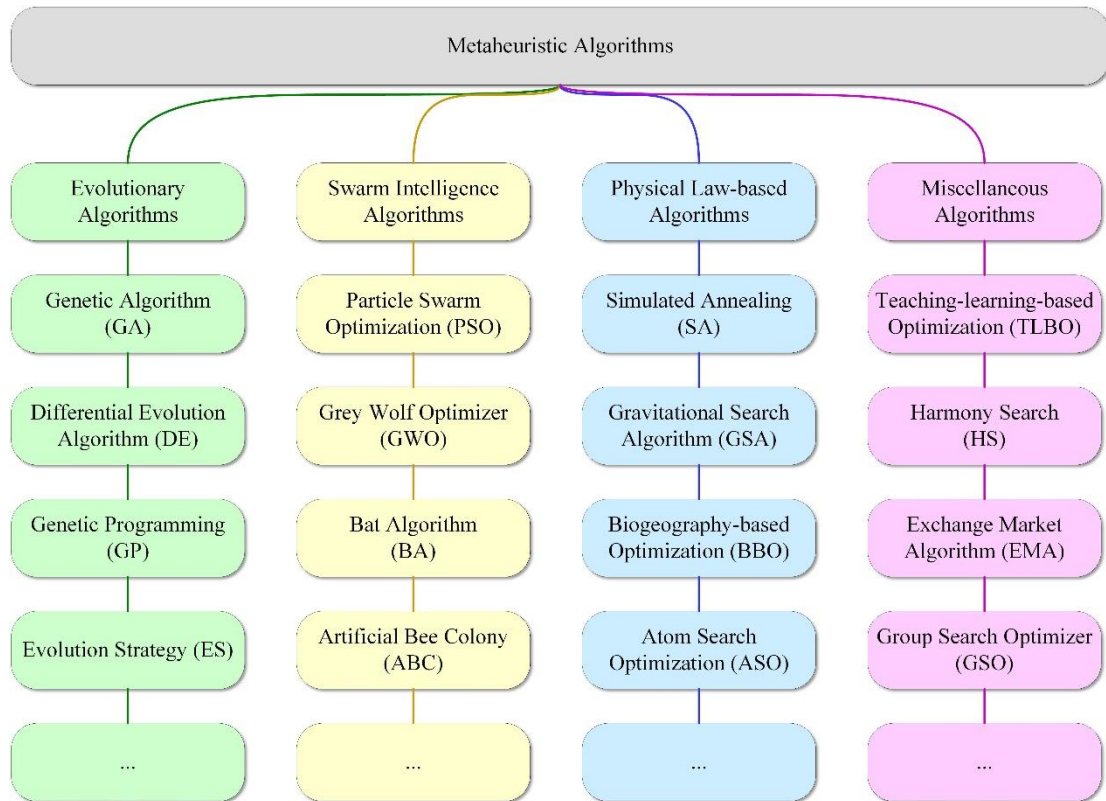 Metaheuristic Algorithms
Evolutionary
Algorithms
Swarm Intelligence
Algorithms
Physical Law-based
Algorithms
Miscellaneous
Algorithms
Genetic Algorithm
(GA)
Particle Swarm
Optimization (PSO)
Simulated Annealing
(SA)
Teaching-learning-based
Optimization (TLBO)
Differential Evolution
Algorithm (DE)
Grey Wolf Optimizer
(GWO)
Gravitational Search
Algorithm (GSA)
Harmony Search
(HS)
Genetic Programming
(GP)
Bat Algorithm
(BA)
Biogeography-based
Optimization (BBO)
Exchange Market
Algorithm (EMA)
Evolution Strategy (ES)
Artificial Bee Colony
(ABC)
Atom Search
Optimization (ASO)
Group Search Optimizer
(GSO)
...
...
...
...